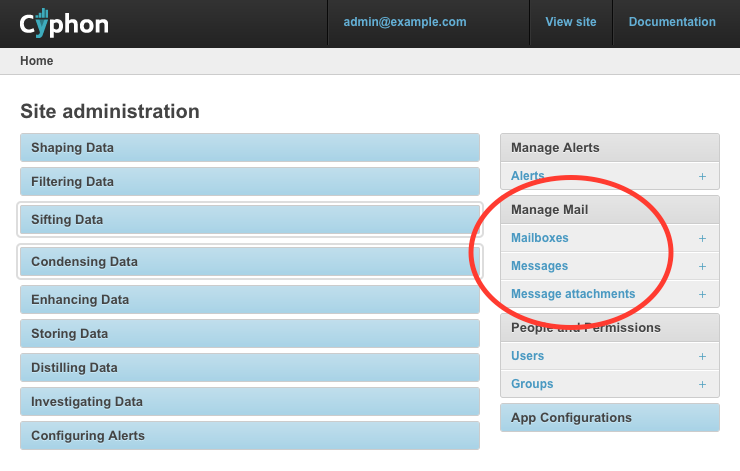 Cyphon
admin@example.com
View site
Documentation
Home
Site administration
Shaping Data
Filtering Data
Sifting Data
Condensing Data
Enhancing Data
Storing Data
Distilling Data
Investigating Data
Configuring Alerts
Manage Alerts
Alerts +
Manage Mail
Mailboxes +
Messages +
Message attachments +
People and Permissions
Users +
Groups +
App Configurations